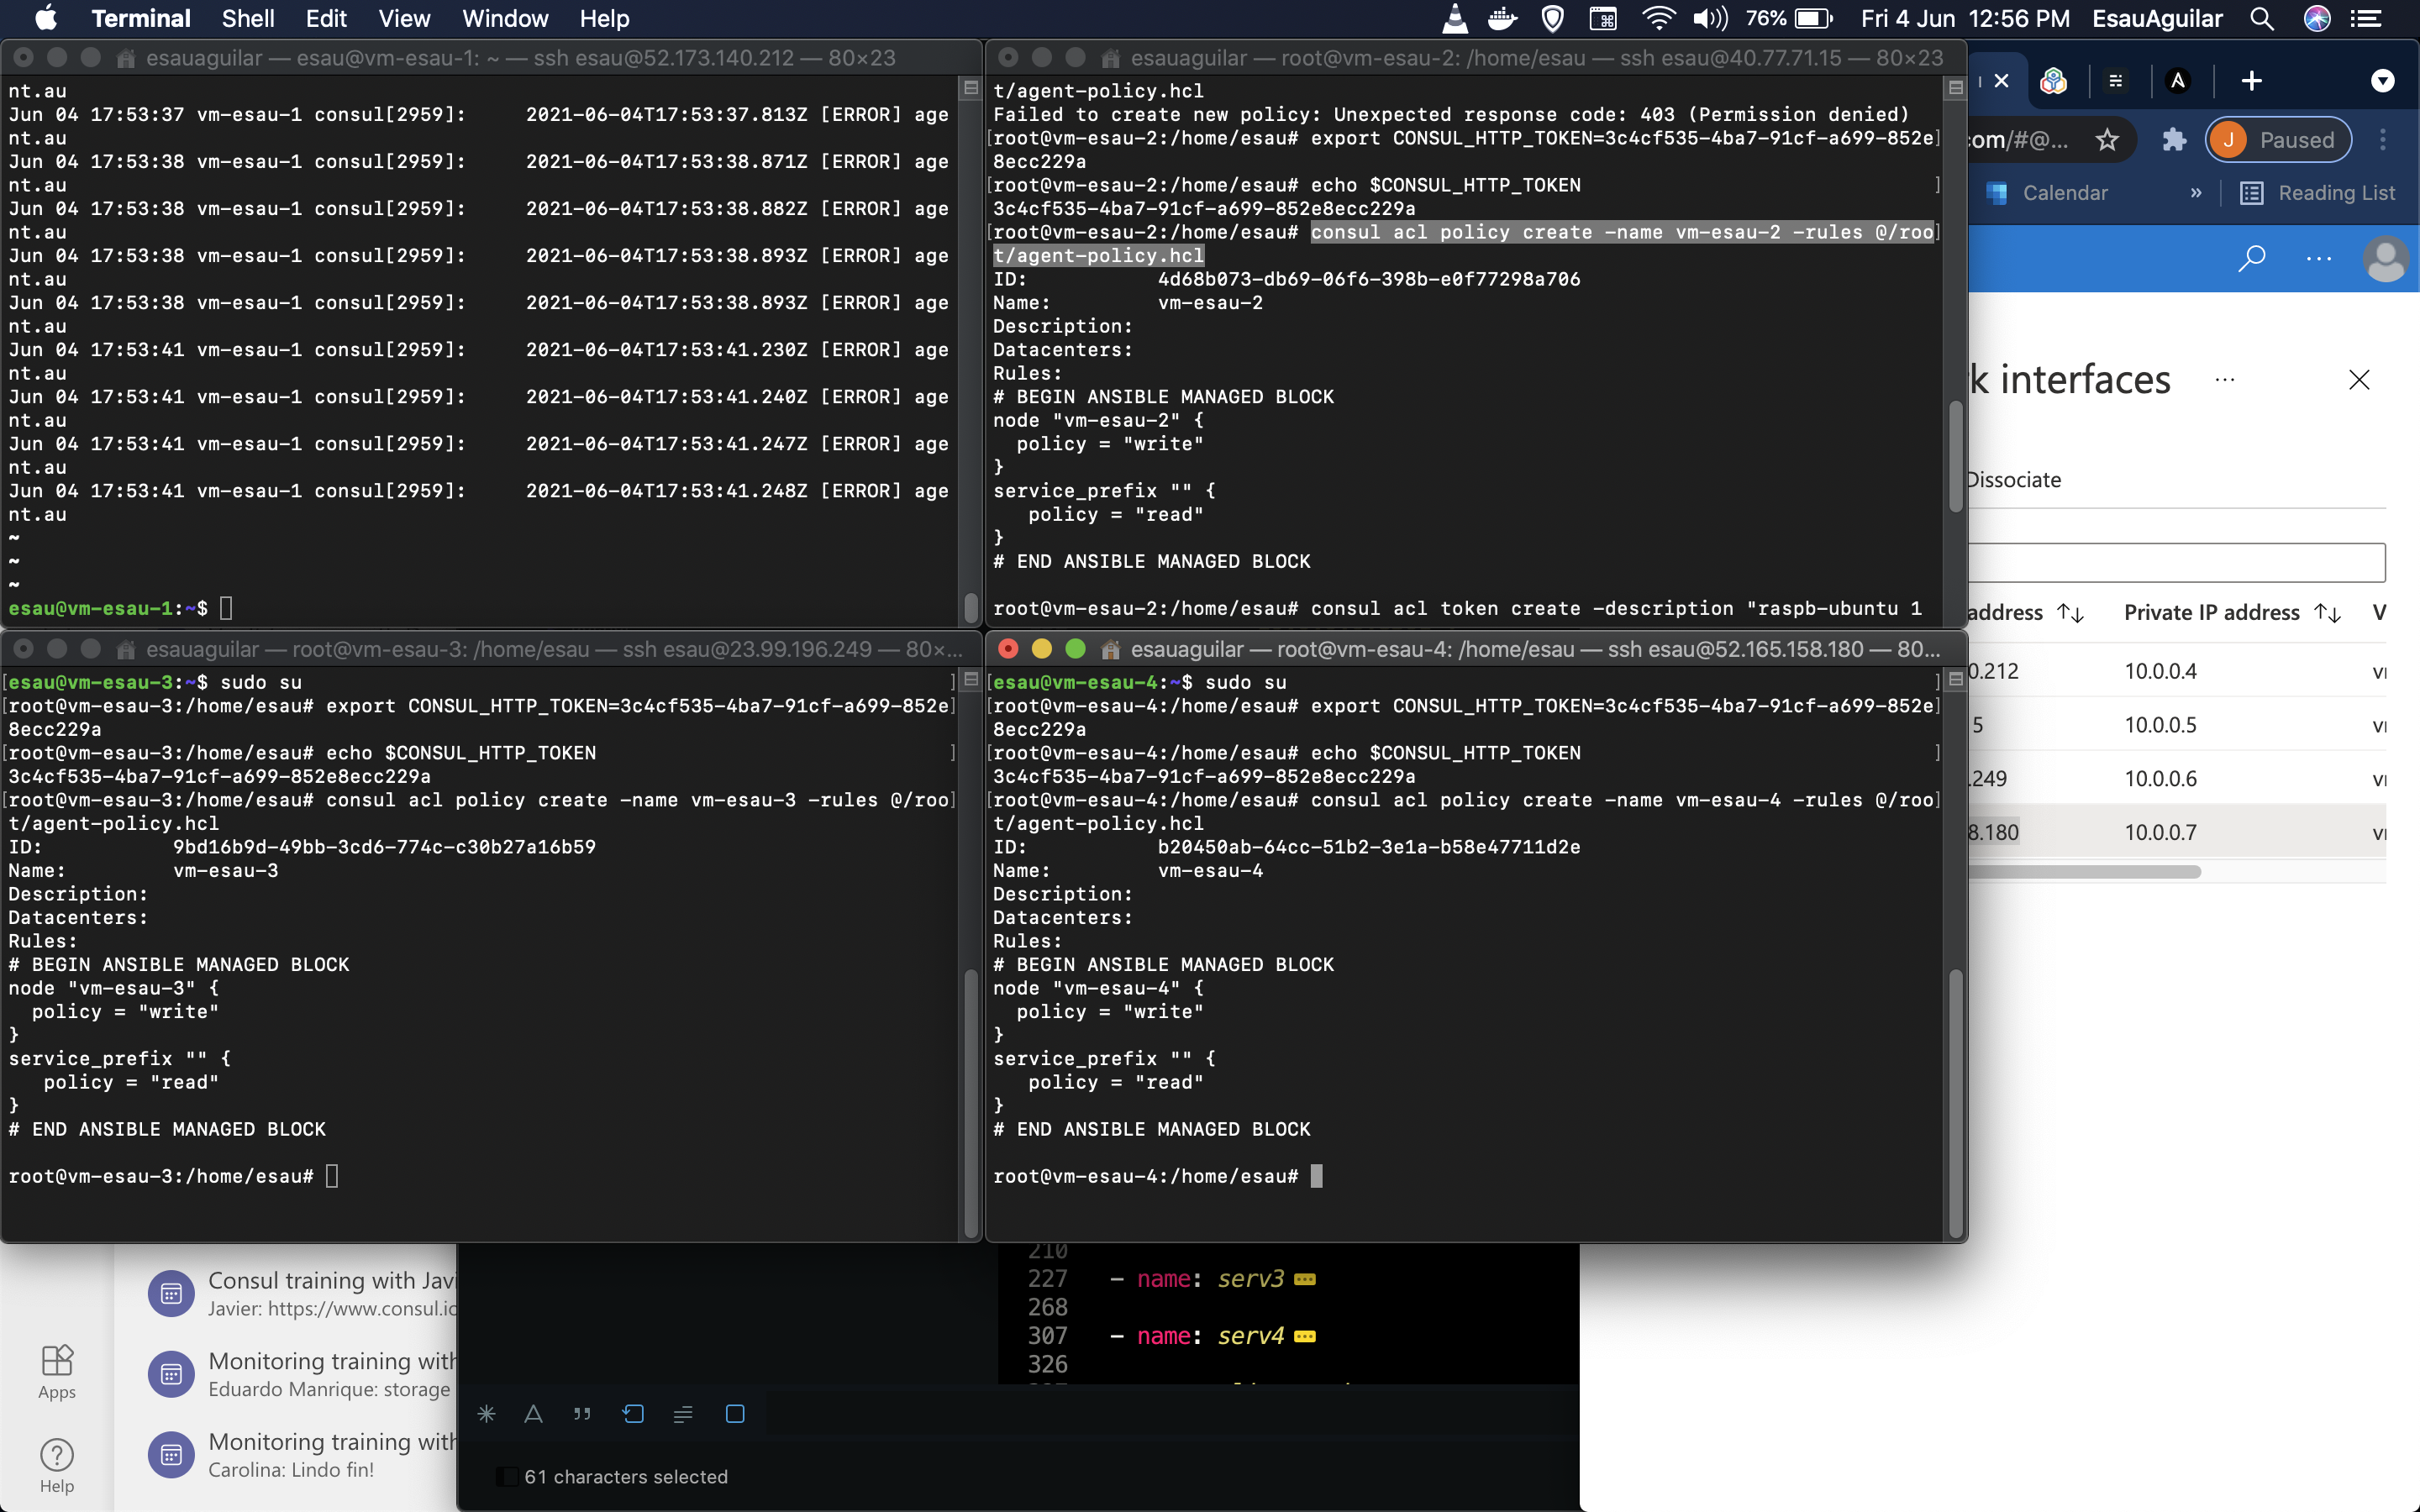 Terminal Shell Edit View Window Help 76% Fri 4 Jun 12:56 PM EsauAguilar
esauaguilar — esau@vm-esau-1: ~ — ssh esau@52.173.140.212 — 80×23
nt.au
Jun 04 17:53:37 vm-esau-1 consul[2959]:     2021-06-04T17:53:37.813Z [ERROR] age
nt.au
Jun 04 17:53:38 vm-esau-1 consul[2959]:     2021-06-04T17:53:38.871Z [ERROR] age
nt.au
Jun 04 17:53:38 vm-esau-1 consul[2959]:     2021-06-04T17:53:38.882Z [ERROR] age
nt.au
Jun 04 17:53:38 vm-esau-1 consul[2959]:     2021-06-04T17:53:38.893Z [ERROR] age
nt.au
Jun 04 17:53:38 vm-esau-1 consul[2959]:     2021-06-04T17:53:38.893Z [ERROR] age
nt.au
Jun 04 17:53:41 vm-esau-1 consul[2959]:     2021-06-04T17:53:41.230Z [ERROR] age
nt.au
Jun 04 17:53:41 vm-esau-1 consul[2959]:     2021-06-04T17:53:41.240Z [ERROR] age
nt.au
Jun 04 17:53:41 vm-esau-1 consul[2959]:     2021-06-04T17:53:41.247Z [ERROR] age
nt.au
Jun 04 17:53:41 vm-esau-1 consul[2959]:     2021-06-04T17:53:41.248Z [ERROR] age
nt.au
~
~
~
esau@vm-esau-1:~$
esauaguilar — root@vm-esau-2: /home/esau — ssh esau@40.77.71.15 — 80×23
t/agent-policy.hcl
Failed to create new policy: Unexpected response code: 403 (Permission denied)
[root@vm-esau-2:/home/esau# export CONSUL_HTTP_TOKEN=3c4cf535-4ba7-91cf-a699-852e]
8ecc229a
[root@vm-esau-2:/home/esau# echo $CONSUL_HTTP_TOKEN ]
3c4cf535-4ba7-91cf-a699-852e8ecc229a
[root@vm-esau-2:/home/esau# consul acl policy create -name vm-esau-2 -rules @/roo]
t/agent-policy.hcl
ID:           4d68b073-db69-06f6-398b-e0f77298a706
Name:         vm-esau-2
Description:
Datacenters:
Rules:
# BEGIN ANSIBLE MANAGED BLOCK
node "vm-esau-2" {
  policy = "write"
}
service_prefix "" {
   policy = "read"
}
# END ANSIBLE MANAGED BLOCK
root@vm-esau-2:/home/esau# consul acl token create -description "raspb-ubuntu 1
esauaguilar — root@vm-esau-3: /home/esau — ssh esau@23.99.196.249 — 80×...
[esau@vm-esau-3:~$ sudo su ]
[root@vm-esau-3:/home/esau# export CONSUL_HTTP_TOKEN=3c4cf535-4ba7-91cf-a699-852e]
8ecc229a
[root@vm-esau-3:/home/esau# echo $CONSUL_HTTP_TOKEN ]
3c4cf535-4ba7-91cf-a699-852e8ecc229a
[root@vm-esau-3:/home/esau# consul acl policy create -name vm-esau-3 -rules @/roo]
t/agent-policy.hcl
ID:           9bd16b9d-49bb-3cd6-774c-c30b27a16b59
Name:         vm-esau-3
Description:
Datacenters:
Rules:
# BEGIN ANSIBLE MANAGED BLOCK
node "vm-esau-3" {
  policy = "write"
}
service_prefix "" {
   policy = "read"
}
# END ANSIBLE MANAGED BLOCK
root@vm-esau-3:/home/esau#
esauaguilar — root@vm-esau-4: /home/esau — ssh esau@52.165.158.180 — 80...
[esau@vm-esau-4:~$ sudo su ]
[root@vm-esau-4:/home/esau# export CONSUL_HTTP_TOKEN=3c4cf535-4ba7-91cf-a699-852e]
8ecc229a
[root@vm-esau-4:/home/esau# echo $CONSUL_HTTP_TOKEN ]
3c4cf535-4ba7-91cf-a699-852e8ecc229a
[root@vm-esau-4:/home/esau# consul acl policy create -name vm-esau-4 -rules @/roo]
t/agent-policy.hcl
ID:           b20450ab-64cc-51b2-3e1a-b58e47711d2e
Name:         vm-esau-4
Description:
Datacenters:
Rules:
# BEGIN ANSIBLE MANAGED BLOCK
node "vm-esau-4" {
  policy = "write"
}
service_prefix "" {
   policy = "read"
}
# END ANSIBLE MANAGED BLOCK
root@vm-esau-4:/home/esau#
com/#@... J Paused
Calendar » Reading List
k interfaces ...
Dissociate
address ↑↓ Private IP address ↑↓ V
0.212 10.0.0.4
5 10.0.0.5
.249 10.0.0.6
8.180 10.0.0.7
Consul training with Javi
Javier: https://www.consul.io
Apps
Monitoring training with
Eduardo Manrique: storage
Monitoring training with
Carolina: Lindo fin!
Help
210
227 - name: serv3
268
307 - name: serv4
326
61 characters selected